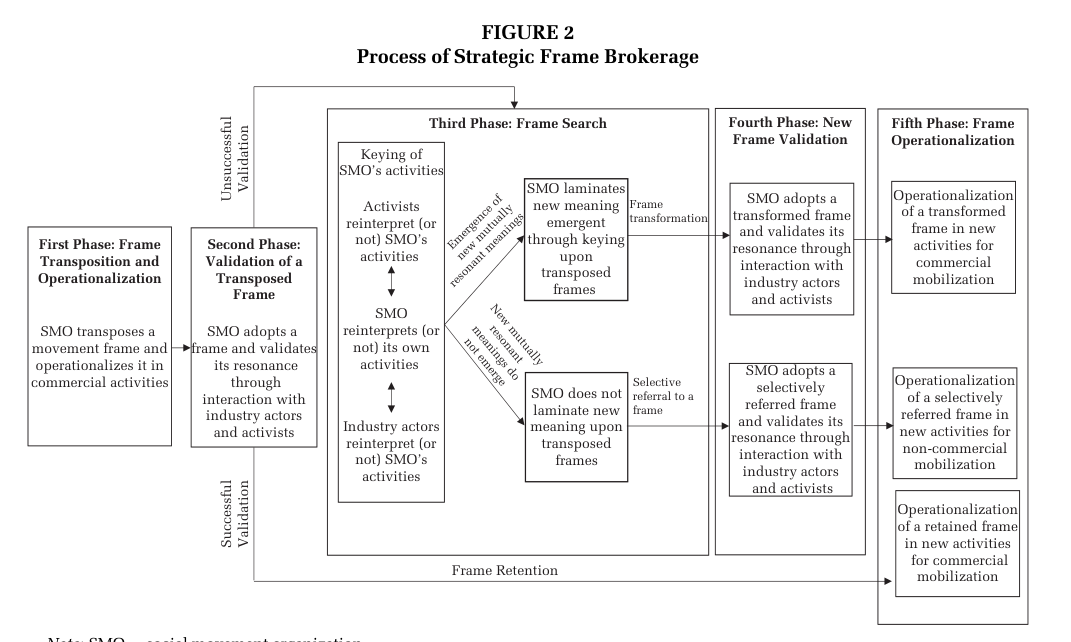 FIGURE 2
Process of Strategic Frame Brokerage
Unsuccessful
Validation
First Phase: Frame
Transposition and
Operationalization
SMO transposes a
movement frame and
operationalizes it in
commercial activities
Second Phase:
Validation of a
Transposed
Frame
SMO adopts a
frame and validates
its resonance
through
interaction with
industry actors
and activists
Successful
Validation
Third Phase: Frame Search
Keying of
SMO's activities
Activists
reinterpret (or
not) SMO's
activities
SMO
reinterprets (or
not) its own
activities
Industry actors
reinterpret (or
not) SMO's
activities
Emergence of
new mutually
resonant meanings
New mutually
resonant
meanings do
not emerge
SMO laminates
new meaning
emergent
through keying
upon
transposed
frames
SMO does not
laminate new
meaning upon
transposed
frames
Frame
transformation
Selective
referral to a
frame
Fourth Phase: New
Frame Validation
SMO adopts a
transformed frame
and validates its
resonance through
interaction with
industry actors
and activists
SMO adopts a
selectively
referred frame
and validates its
resonance through
interaction with
industry actors
and activists
Fifth Phase: Frame
Operationalization
Operationalization
of a transformed
frame in new
activities for
commercial
mobilization
Operationalization
of a selectively
referred frame in
new activities for
non-commercial
mobilization
Operationalization
of a retained frame
in new activities
for commercial
mobilization
Frame Retention
Note: SMO social movement organization